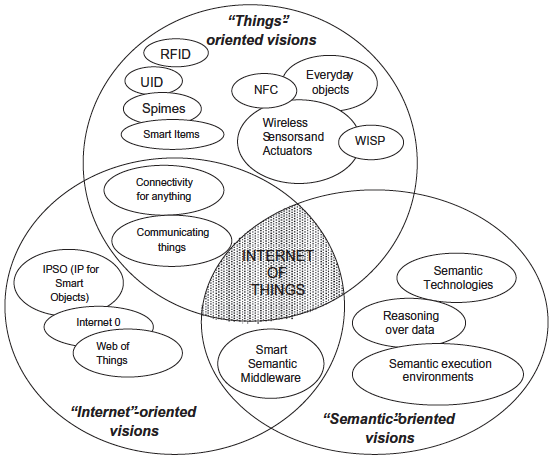 “Things”-
oriented visions
RFID
UID
Spimes
Smart Items
Everyday
objects
NFC
Wireless
Sensors and
Actuators
WISP
Connectivity
for anything
Communicating
things
INTERNET
OF
THINGS
IPSO (IP for
Smart
Objects)
Internet 0
Web of
Things
Semantic
Technologies
Reasoning
over data
Semantic execution
environments
Smart
Semantic
Middleware
“Internet”-oriented
visions
“Semantic”-oriented
visions